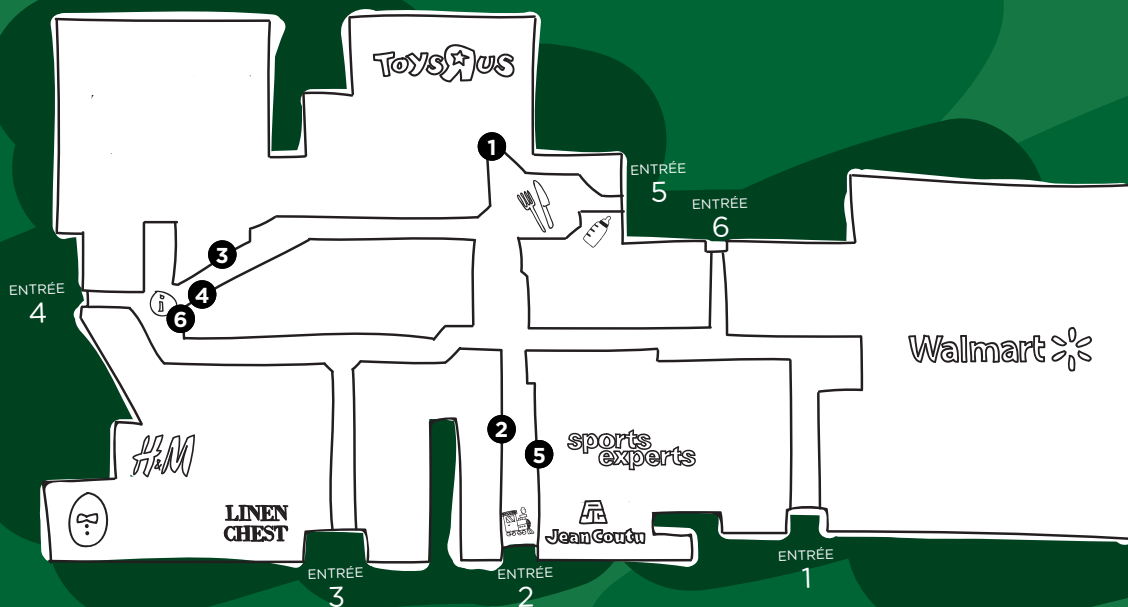 Toys R us
1
ENTRÉE
5
ENTRÉE
6
3
ENTRÉE
4
4
i
6
Walmart
2
5
sports
experts
H&M
LINEN
CHEST
Jean Coutu
ENTRÉE
1
ENTRÉE
2
ENTRÉE
3